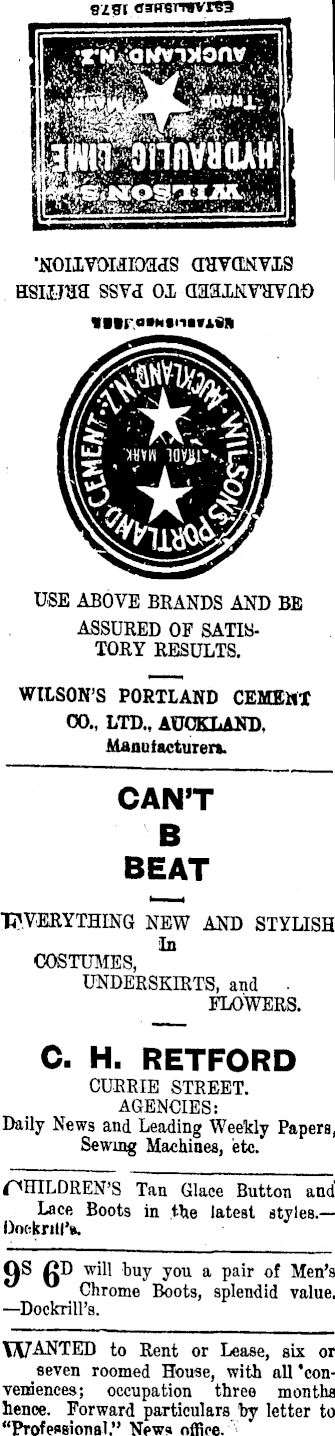 WILSON'S PORTLAND CEMENT
TRADE MARK
AUCKLAND N.Z.
ESTABLISHED
GUARANTEED TO PASS BRITISH
STANDARD SPECIFICATION.
WILSON'S
HYDRAULIC LIME
TRADE MARK
AUCKLAND N.Z.
ESTABLISHED 1878
USE ABOVE BRANDS AND BE
ASSURED OF SATIS-
TORY RESULTS.
WILSON'S PORTLAND CEMENT
CO., LTD., AUCKLAND,
Manufacturers.
CAN'T
B
BEAT
EVERYTHING NEW AND STYLISH
In
COSTUMES,
UNDERSKIRTS, and
FLOWERS.
C. H. RETFORD
CURRIE STREET.
AGENCIES:
Daily News and Leading Weekly Papers,
Sewing Machines, etc.
CHILDREN'S Tan Glace Button and
Lace Boots in the latest styles.—
Dockrill's.
9S 6D will buy you a pair of Men's
Chrome Boots, splendid value.
—Dockrill's.
WANTED to Rent or Lease, six or
seven roomed House, with all con-
veniences; occupation three months
hence. Forward particulars by letter to
"Professional," News office.